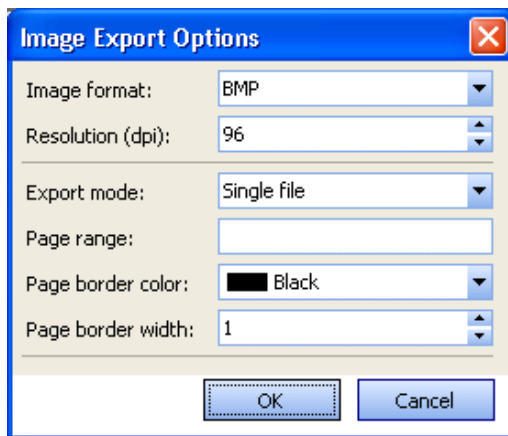 Image Export Options
Image format: BMP
Resolution (dpi): 96
Export mode: Single file
Page range:
Page border color: Black
Page border width: 1
OK Cancel